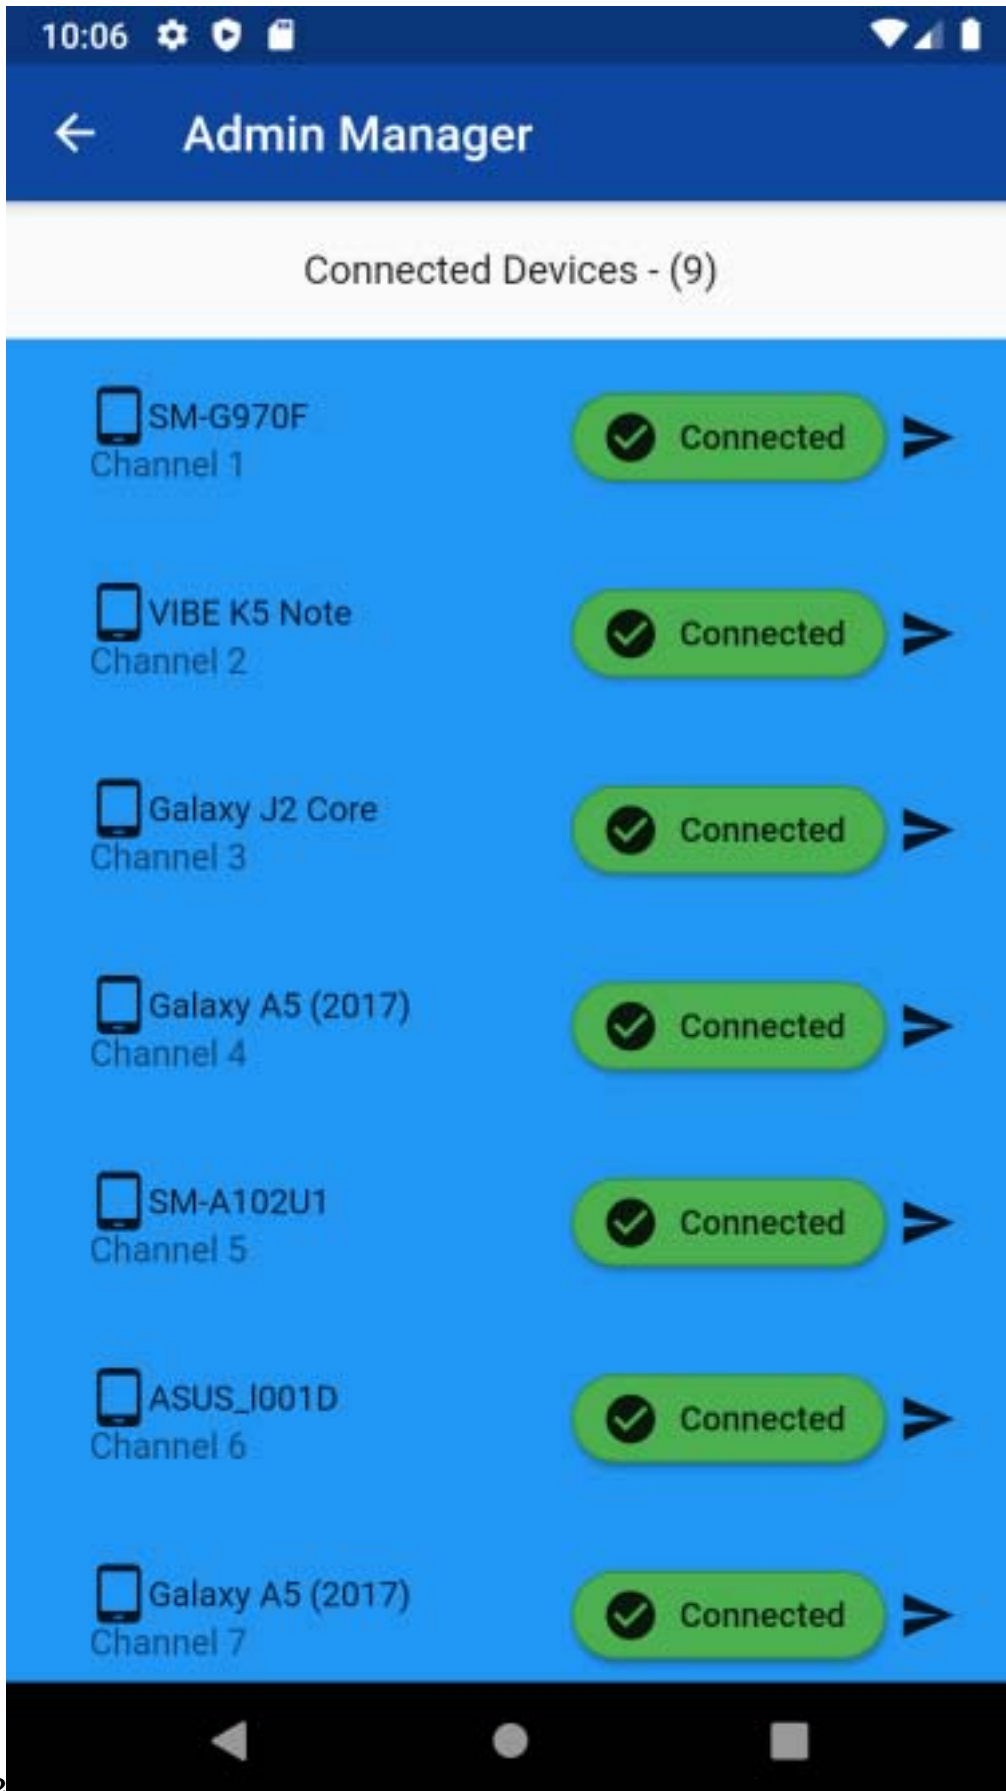 10:06
Admin Manager
Connected Devices - (9)
SM-G970F
Channel 1
Connected
VIBE K5 Note
Channel 2
Connected
Galaxy J2 Core
Channel 3
Connected
Galaxy A5 (2017)
Channel 4
Connected
SM-A102U1
Channel 5
Connected
ASUS_I001D
Channel 6
Connected
Galaxy A5 (2017)
Channel 7
Connected